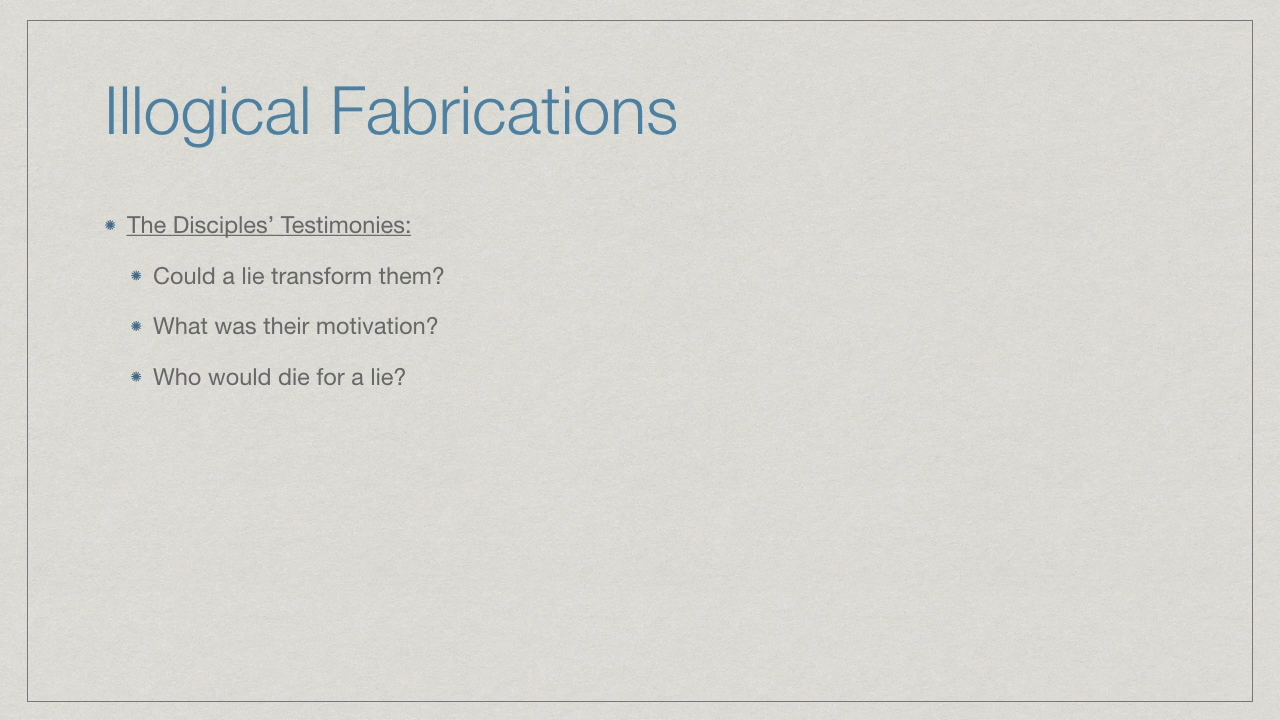 Illogical Fabrications
The Disciples’ Testimonies:
Could a lie transform them?
What was their motivation?
Who would die for a lie?